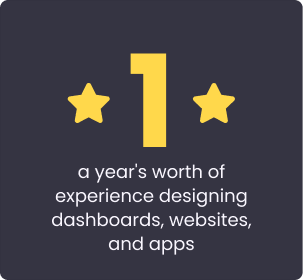 1
a year's worth of
experience designing
dashboards, websites,
and apps